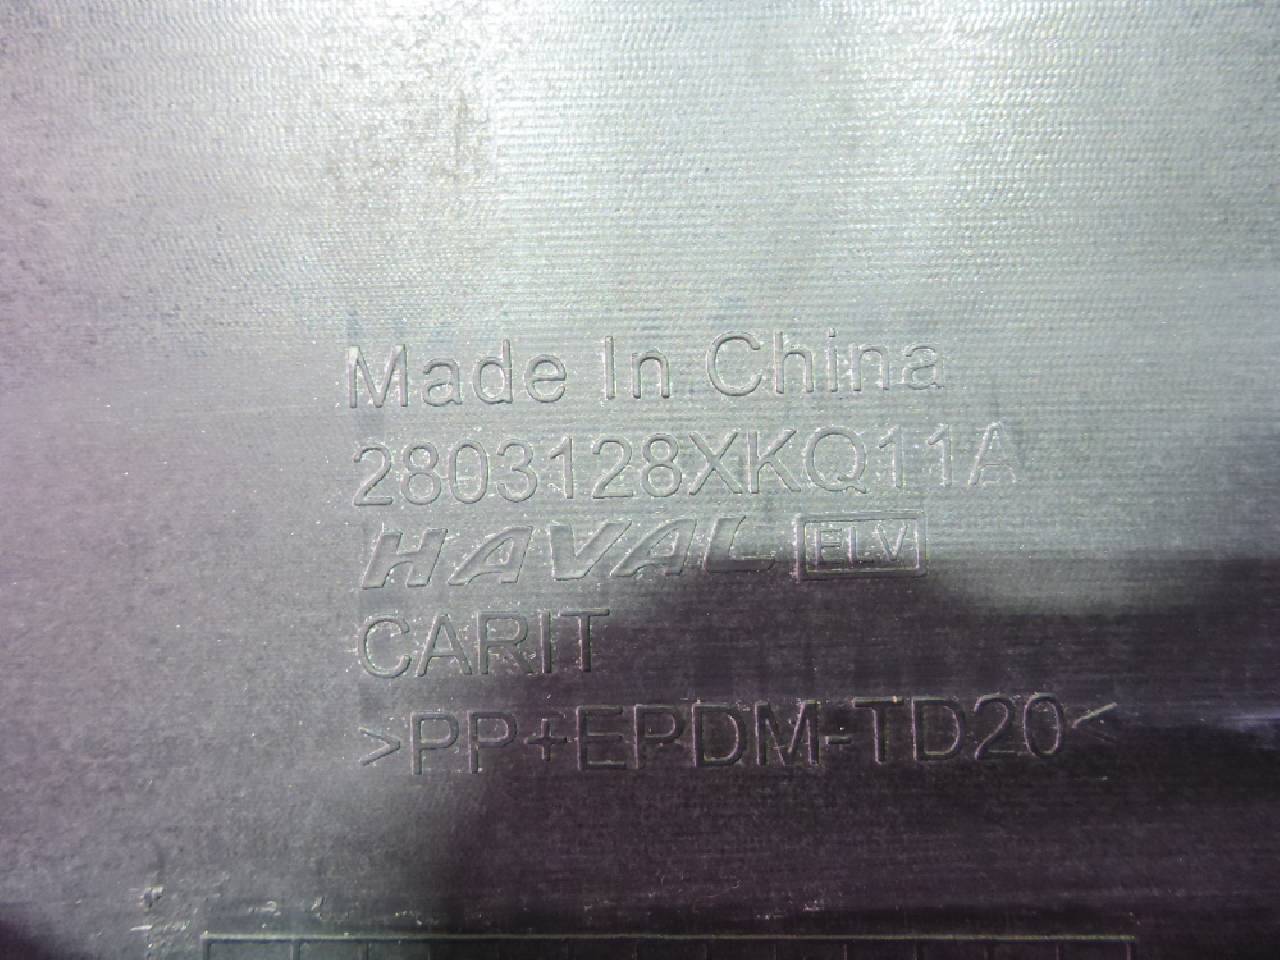 Made In China
2803128XKQ11A
HAVAL ELV
CARIT
>PP+EPDM-TD20<